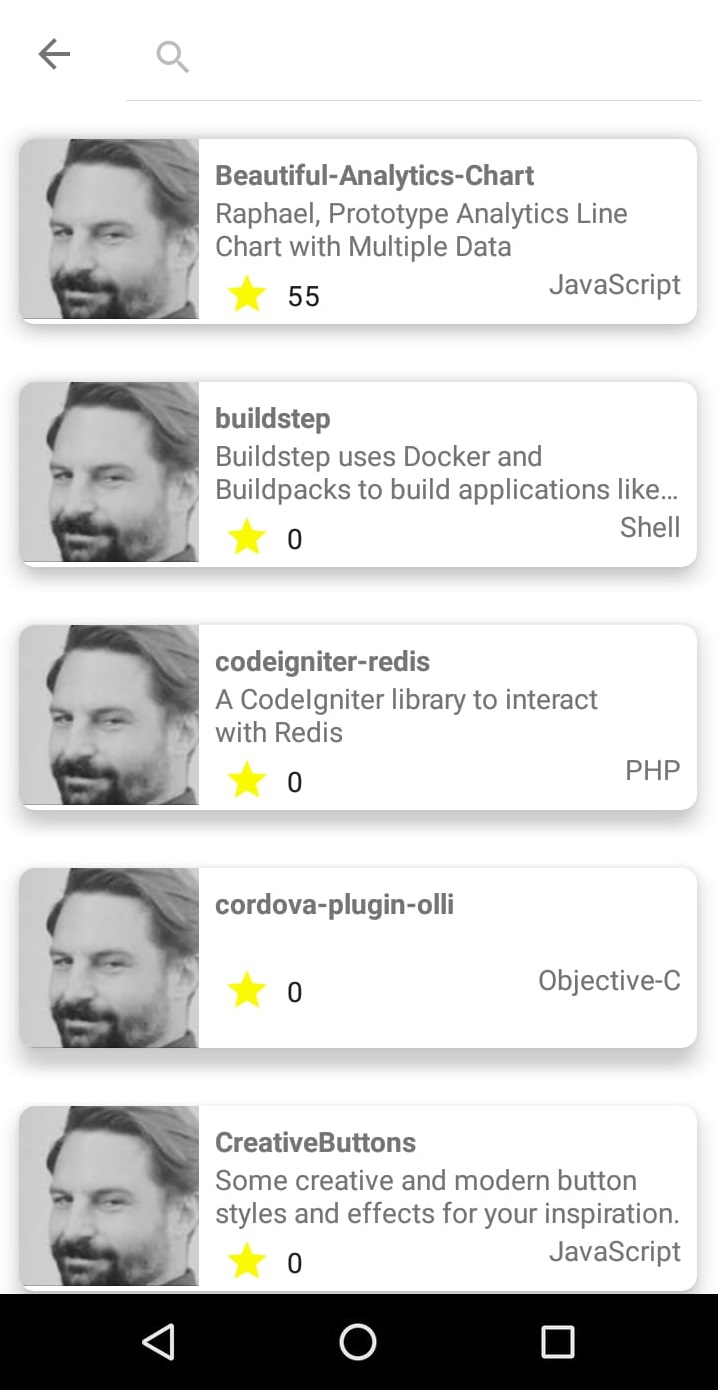 Beautiful-Analytics-Chart
Raphael, Prototype Analytics Line
Chart with Multiple Data
55
JavaScript
buildstep
Buildstep uses Docker and
Buildpacks to build applications like…
0
Shell
codeigniter-redis
A CodeIgniter library to interact
with Redis
0
PHP
cordova-plugin-olli
0
Objective-C
CreativeButtons
Some creative and modern button
styles and effects for your inspiration.
0
JavaScript